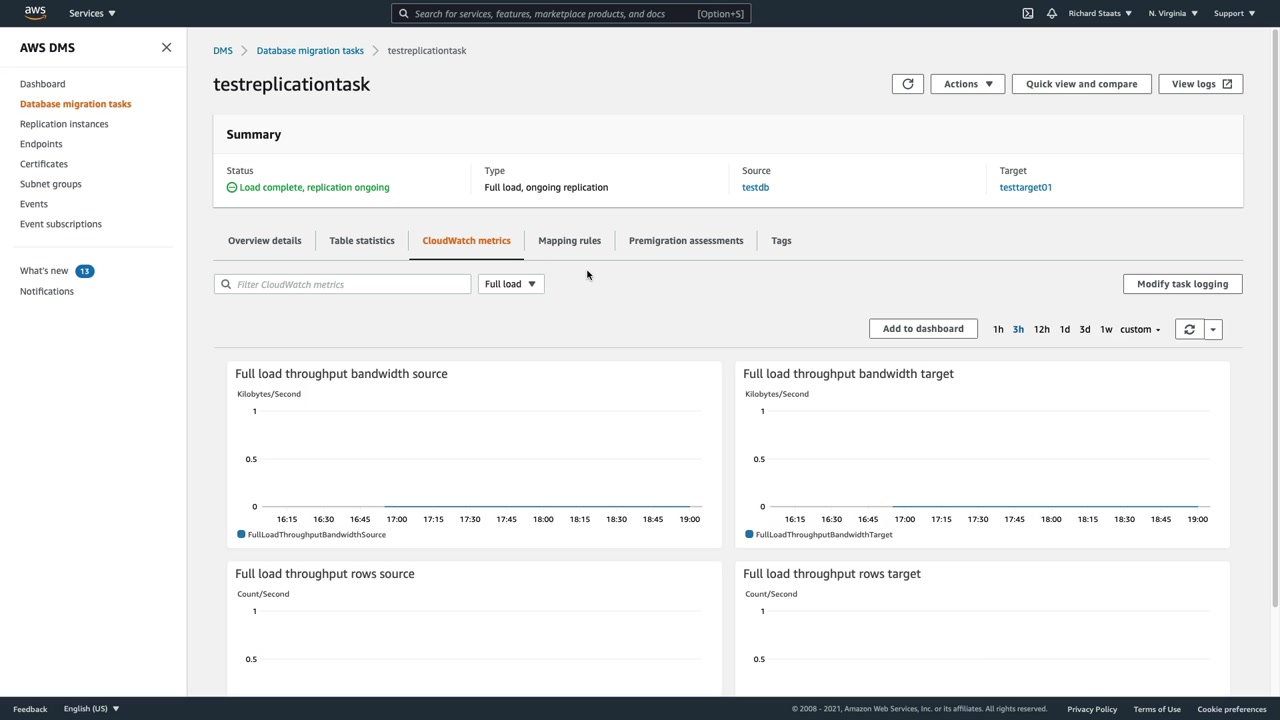 aws Services Search for services, features, marketplace products, and docs [Option+S] Richard Staats N. Virginia Support
AWS DMS
Dashboard
Database migration tasks
Replication instances
Endpoints
Certificates
Subnet groups
Events
Event subscriptions
What's new 13
Notifications
DMS Database migration tasks testreplicationtask
testreplicationtask
Actions Quick view and compare View logs
Summary
Status Type Source Target
Load complete, replication ongoing Full load, ongoing replication testdb testtarget01
Overview details Table statistics CloudWatch metrics Mapping rules Premigration assessments Tags
Filter CloudWatch metrics Full load Modify task logging
Add to dashboard 1h 3h 12h 1d 3d 1w custom
Full load throughput bandwidth source
Kilobytes/Second
1
0.5
0
16:15 16:30 16:45 17:00 17:15 17:30 17:45 18:00 18:15 18:30 18:45 19:00
FullLoadThroughputBandwidthSource
Full load throughput bandwidth target
Kilobytes/Second
1
0.5
0
16:15 16:30 16:45 17:00 17:15 17:30 17:45 18:00 18:15 18:30 18:45 19:00
FullLoadThroughputBandwidthTarget
Full load throughput rows source
Count/Second
1
0.5
Full load throughput rows target
Count/Second
1
0.5
Feedback English (US) © 2008 - 2021, Amazon Web Services, Inc. or its affiliates. All rights reserved. Privacy Policy Terms of Use Cookie preferences